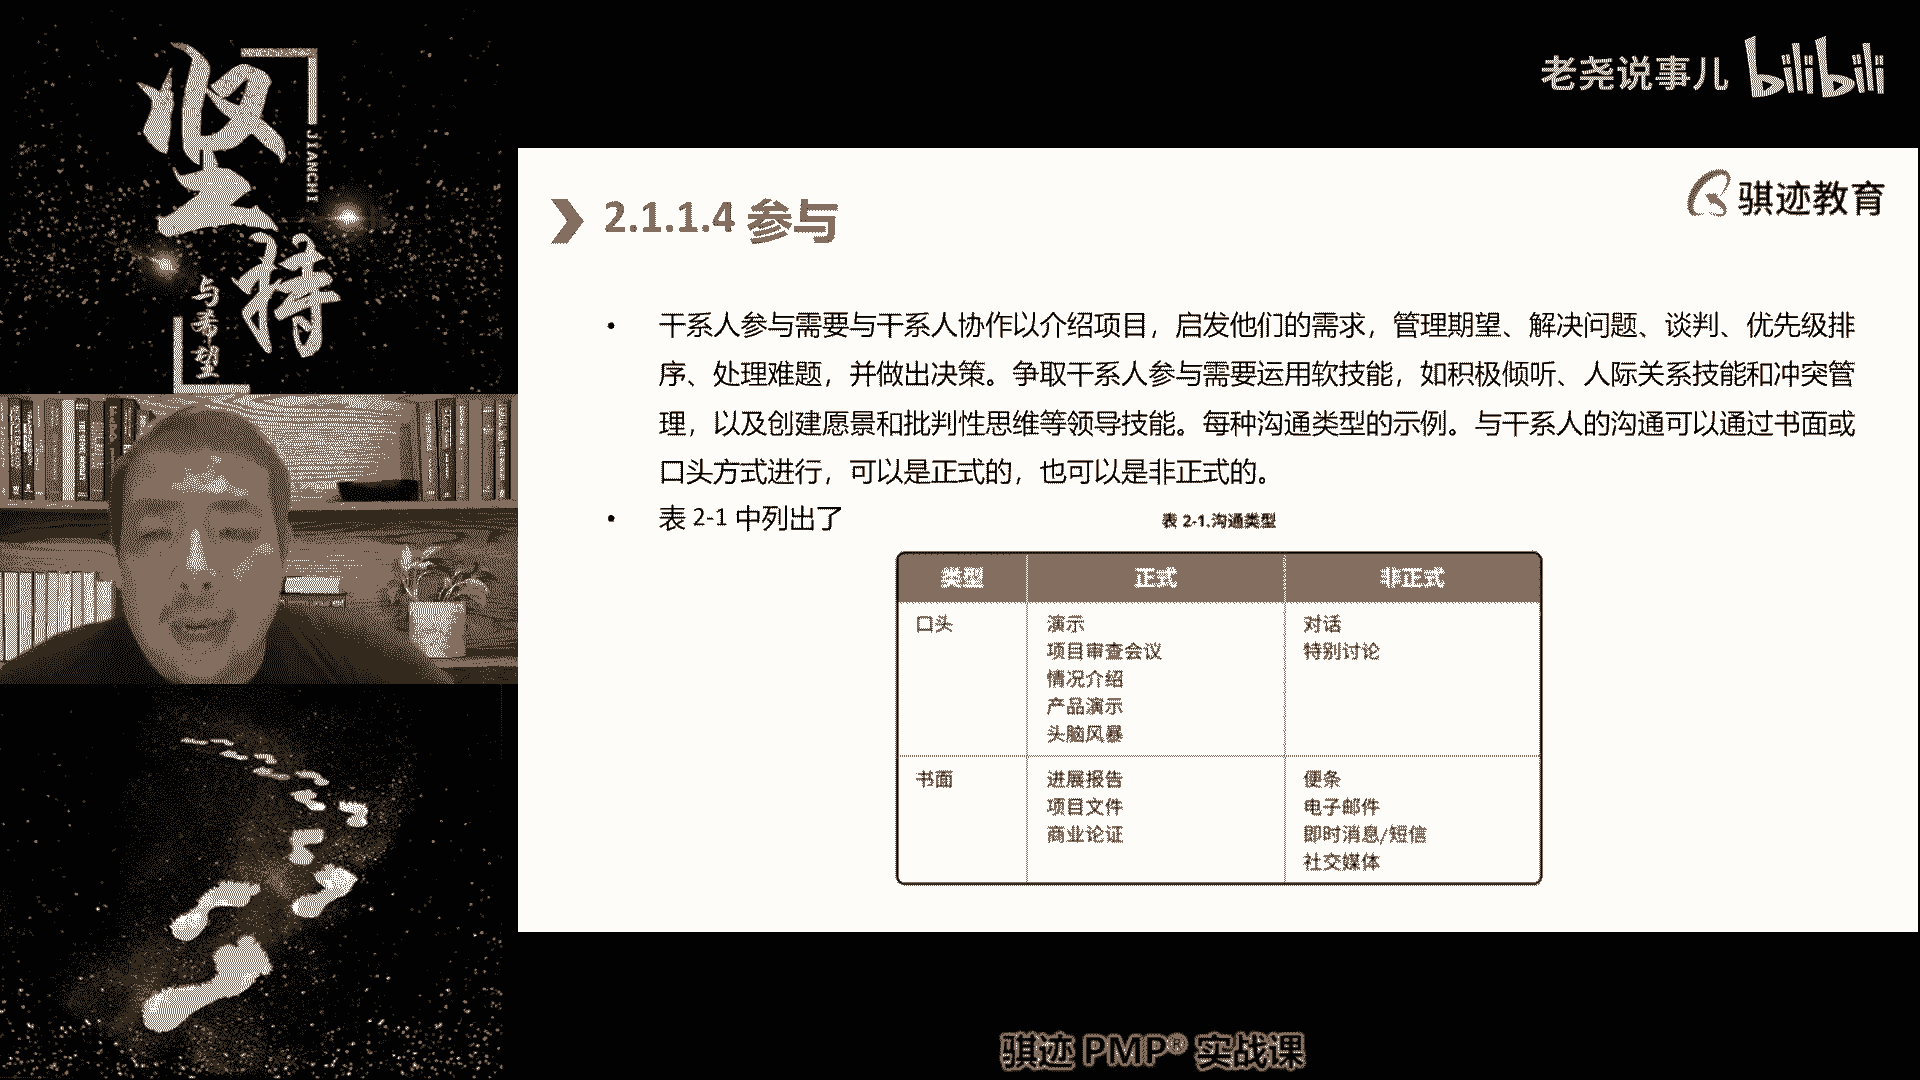 坚
持
JIANCHI
与希望
老尧说事儿 bilibili
骐迹教育
2.1.1.4 参与
• 干系人参与需要与干系人协作以介绍项目，启发他们的需求，管理期望、解决问题、谈判、优先级排
序、处理难题，并做出决策。争取干系人参与需要运用软技能，如积极倾听、人际关系技能和冲突管
理，以及创建愿景和批判性思维等领导技能。每种沟通类型的示例。与干系人的沟通可以通过书面或
口头方式进行，可以是正式的，也可以是非正式的。
• 表 2-1 中列出了
表 2-1.沟通类型
类型 正式 非正式
口头 演示 对话
项目审查会议 特别讨论
情况介绍
产品演示
头脑风暴
书面 进展报告 便条
项目文件 电子邮件
商业论证 即时消息/短信
社交媒体
骐迹 PMP® 实战课